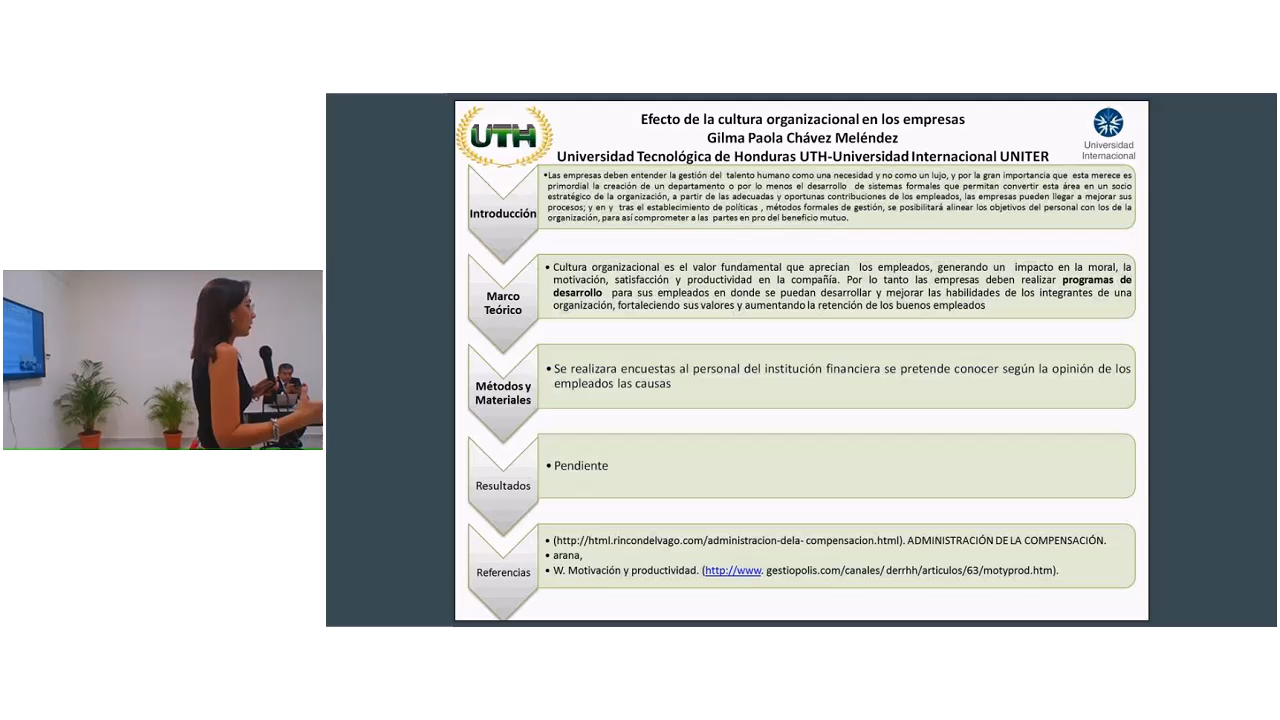 UTH
Efecto de la cultura organizacional en los empresas
Gilma Paola Chávez Meléndez
Universidad Tecnológica de Honduras UTH-Universidad Internacional UNITER
Universidad
Internacional
Introducción
•Las empresas deben entender la gestión del talento humano como una necesidad y no como un lujo, y por la gran importancia que esta merece es
primordial la creación de un departamento o por lo menos el desarrollo de sistemas formales que permitan convertir esta área en un socio
estratégico de la organización, a partir de las adecuadas y oportunas contribuciones de los empleados, las empresas pueden llegar a mejorar sus
procesos; y en y tras el establecimiento de políticas , métodos formales de gestión, se posibilitará alinear los objetivos del personal con los de la
organización, para así comprometer a las partes en pro del beneficio mutuo.
Marco
Teórico
• Cultura organizacional es el valor fundamental que aprecian los empleados, generando un impacto en la moral, la
motivación, satisfacción y productividad en la compañía. Por lo tanto las empresas deben realizar programas de
desarrollo para sus empleados en donde se puedan desarrollar y mejorar las habilidades de los integrantes de una
organización, fortaleciendo sus valores y aumentando la retención de los buenos empleados
Métodos y
Materiales
• Se realizara encuestas al personal del institución financiera se pretende conocer según la opinión de los
empleados las causas
Resultados
• Pendiente
Referencias
• (http://html.rincondelvago.com/administracion-dela- compensacion.html). ADMINISTRACIÓN DE LA COMPENSACIÓN.
• arana,
• W. Motivación y productividad. (http://www. gestiopolis.com/canales/ derrhh/articulos/63/motyprod.htm).